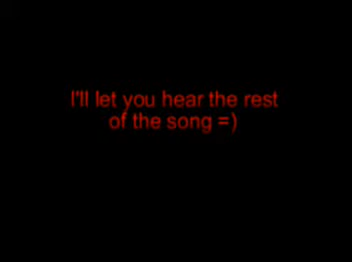 I'll let you hear the rest
of the song =)